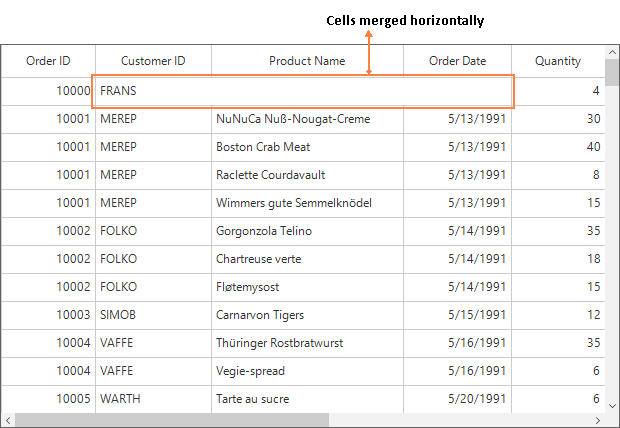 Cells merged horizontally
Order ID Customer ID Product Name Order Date Quantity
10000 FRANS 4
10001 MEREP NuNuCa Nuß-Nougat-Creme 5/13/1991 30
10001 MEREP Boston Crab Meat 5/13/1991 40
10001 MEREP Raclette Courdavault 5/13/1991 8
10001 MEREP Wimmers gute Semmelknödel 5/13/1991 15
10002 FOLKO Gorgonzola Telino 5/14/1991 35
10002 FOLKO Chartreuse verte 5/14/1991 18
10002 FOLKO Fløtemysost 5/14/1991 15
10003 SIMOB Carnarvon Tigers 5/15/1991 12
10004 VAFFE Thüringer Rostbratwurst 5/16/1991 35
10004 VAFFE Vegie-spread 5/16/1991 6
10005 WARTH Tarte au sucre 5/20/1991 6